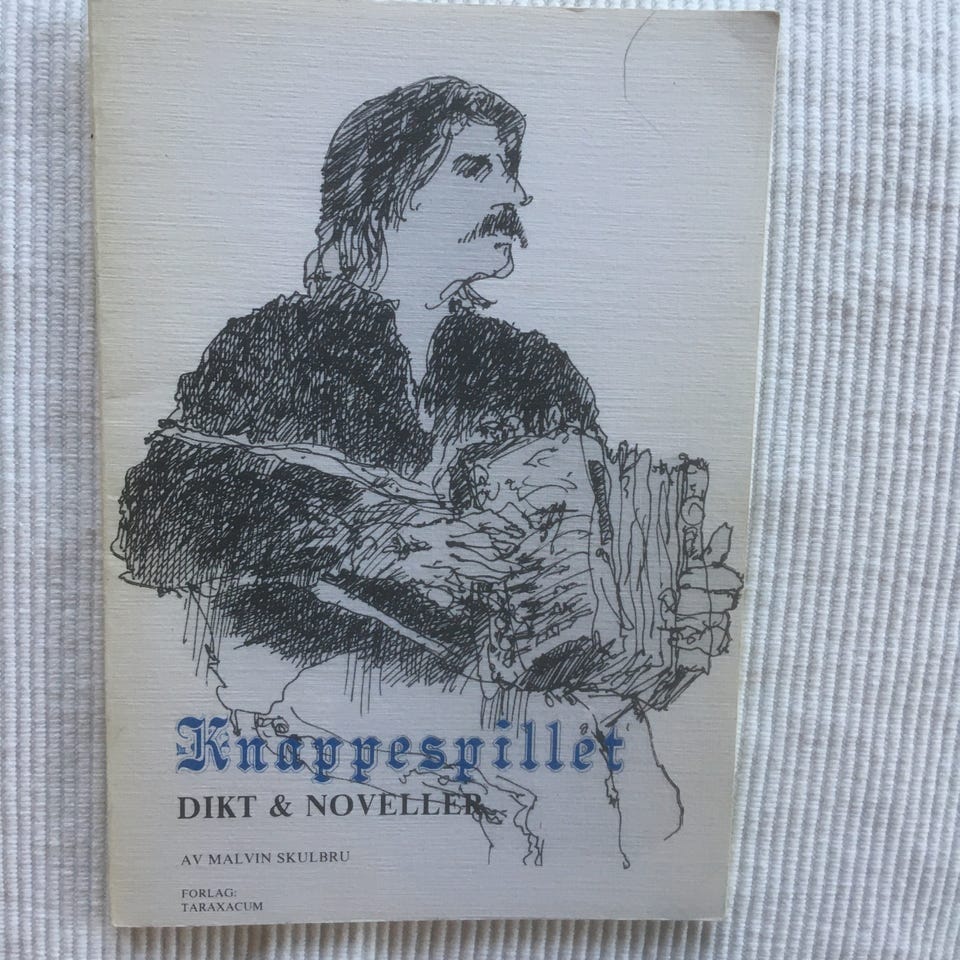 Knappespillet
DIKT & NOVELLER
AV MALVIN SKULBRU
FORLAG:
TARAXACUM